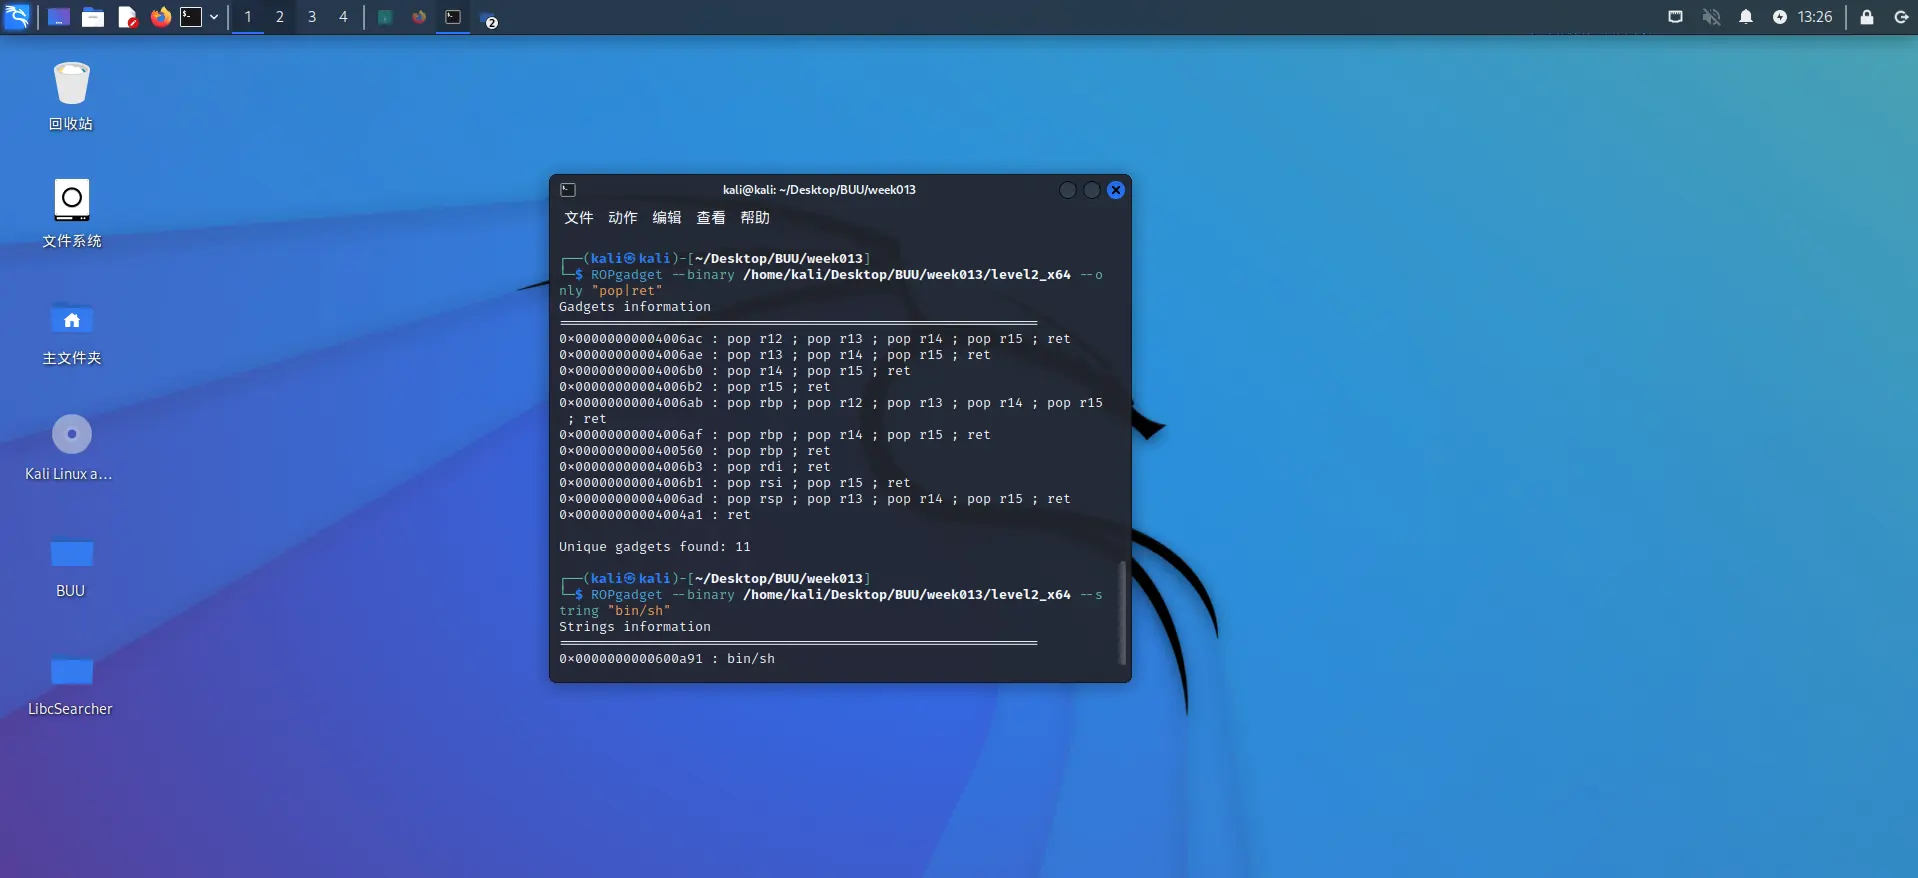 1 2 3 4
2
13:26
回收站
文件系统
主文件夹
Kali Linux a...
BUU
LibcSearcher
kali@kali: ~/Desktop/BUU/week013
文件 动作 编辑 查看 帮助
┌──(kali㉿kali)-[~/Desktop/BUU/week013]
└─$ ROPgadget --binary /home/kali/Desktop/BUU/week013/level2_x64 --o
nly "pop|ret"
Gadgets information
============================================================
0x00000000004006ac : pop r12 ; pop r13 ; pop r14 ; pop r15 ; ret
0x00000000004006ae : pop r13 ; pop r14 ; pop r15 ; ret
0x00000000004006b0 : pop r14 ; pop r15 ; ret
0x00000000004006b2 : pop r15 ; ret
0x00000000004006ab : pop rbp ; pop r12 ; pop r13 ; pop r14 ; pop r15
; ret
0x00000000004006af : pop rbp ; pop r14 ; pop r15 ; ret
0x0000000000400560 : pop rbp ; ret
0x00000000004006b3 : pop rdi ; ret
0x00000000004006b1 : pop rsi ; pop r15 ; ret
0x00000000004006ad : pop rsp ; pop r13 ; pop r14 ; pop r15 ; ret
0x00000000004004a1 : ret
Unique gadgets found: 11
┌──(kali㉿kali)-[~/Desktop/BUU/week013]
└─$ ROPgadget --binary /home/kali/Desktop/BUU/week013/level2_x64 --s
tring "bin/sh"
Strings information
============================================================
0x0000000000600a91 : bin/sh